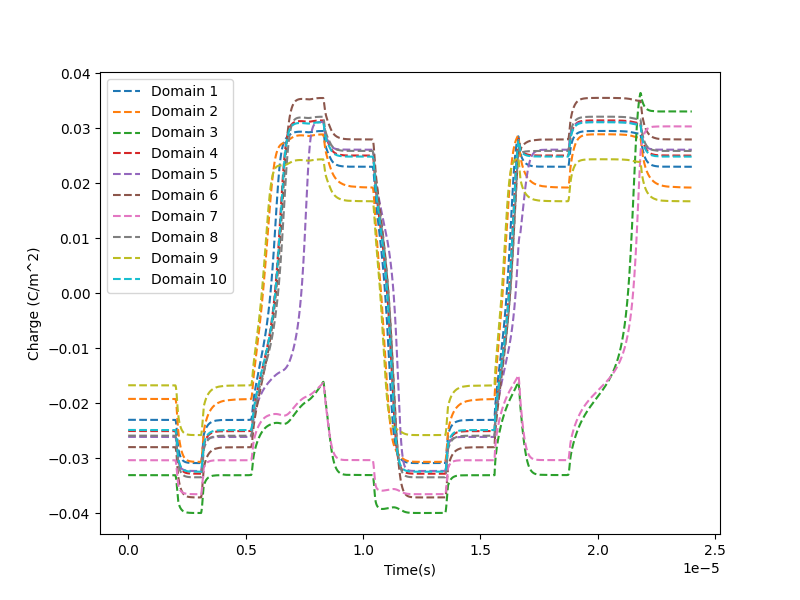 0.04
0.03
0.02
0.01
0.00
−0.01
−0.02
−0.03
−0.04
Charge (C/m^2)
Domain 1
Domain 2
Domain 3
Domain 4
Domain 5
Domain 6
Domain 7
Domain 8
Domain 9
Domain 10
0.0 0.5 1.0 1.5 2.0 2.5
1e−5
Time(s)